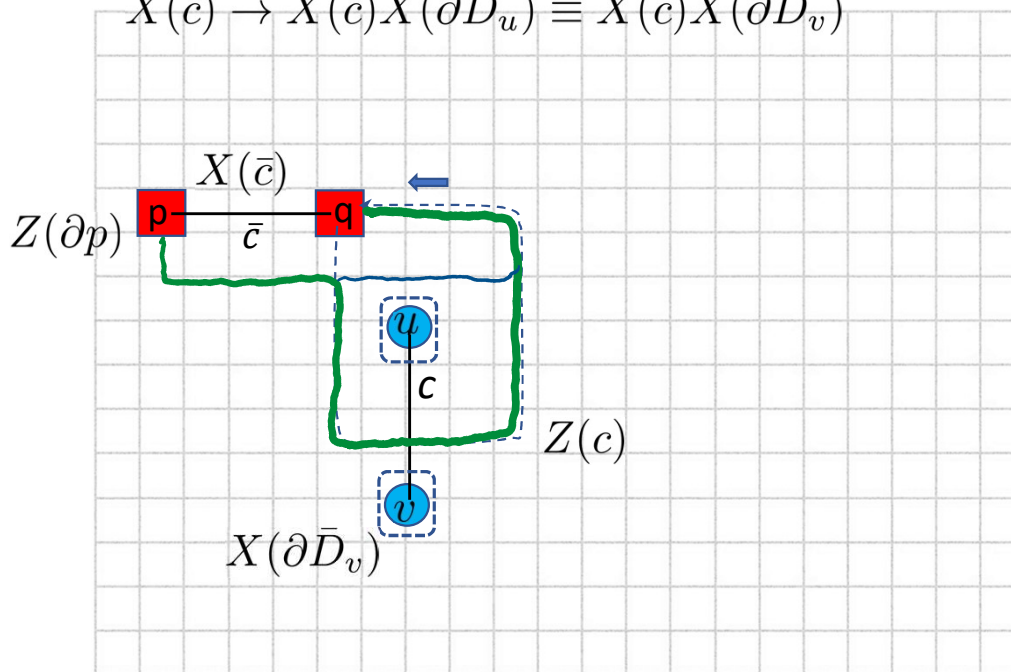 X(c) → X(c)X(∂D_u) ≡ X(c)X(∂D_v)
X(c̄)
p
q
Z(∂p)
c̄
u
c
Z(c)
v
X(∂D̄_v)